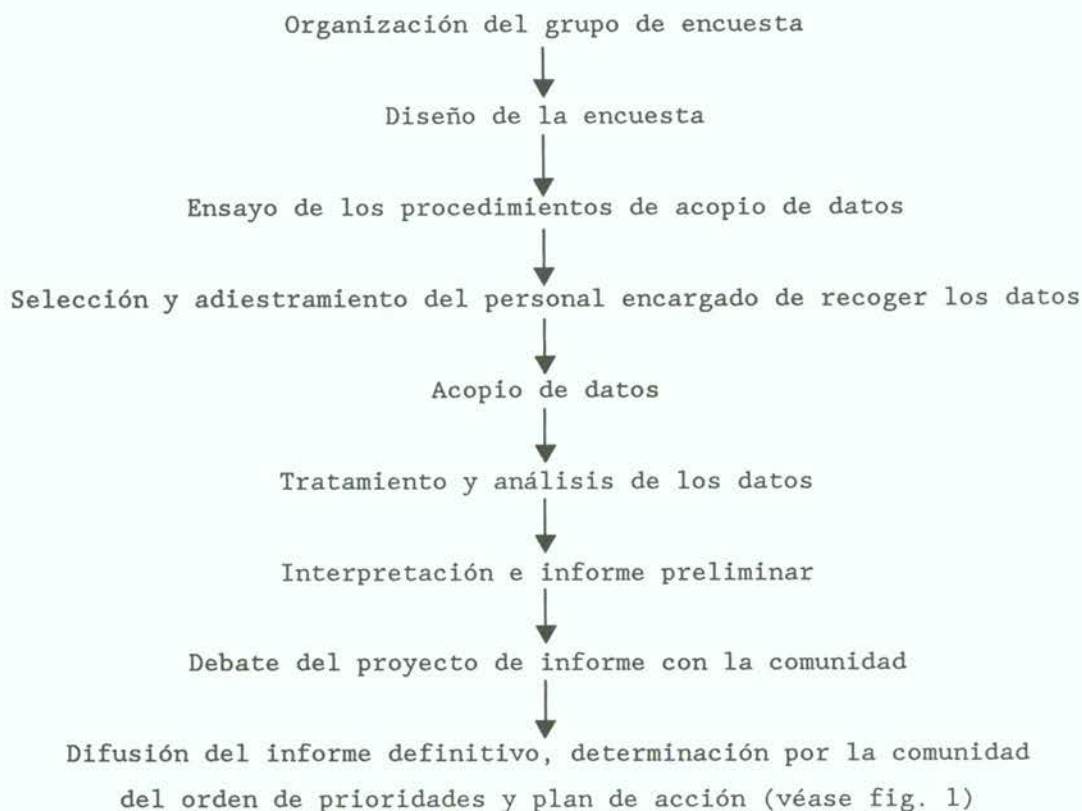 Organización del grupo de encuesta
Diseño de la encuesta
Ensayo de los procedimientos de acopio de datos
Selección y adiestramiento del personal encargado de recoger los datos
Acopio de datos
Tratamiento y análisis de los datos
Interpretación e informe preliminar
Debate del proyecto de informe con la comunidad
Difusión del informe definitivo, determinación por la comunidad
del orden de prioridades y plan de acción (véase fig. 1)